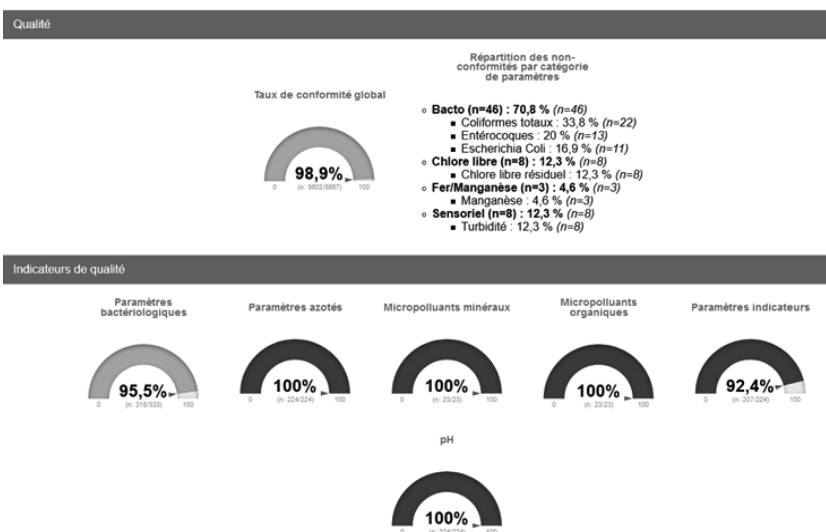 Qualité
Taux de conformité global
98,9%
0
(n: 5602/5667)
100
Répartition des non-
conformités par catégorie
de paramètres
Bacto (n=46) : 70,8 % (n=46)
Coliformes totaux : 33,8 % (n=22)
Entérocoques : 20 % (n=13)
Escherichia Coli : 16,9 % (n=11)
Chlore libre (n=8) : 12,3 % (n=8)
Chlore libre résiduel : 12,3 % (n=8)
Fer/Manganèse (n=3) : 4,6 % (n=3)
Manganèse : 4,6 % (n=3)
Sensoriel (n=8) : 12,3 % (n=8)
Turbidité : 12,3 % (n=8)
Indicateurs de qualité
Paramètres
bactériologiques
95,5%
0
(n: 318/333)
100
Paramètres azotés
100%
0
(n: 224/224)
100
Micropolluants minéraux
100%
0
(n: 23/23)
100
Micropolluants
organiques
100%
0
(n: 23/23)
100
Paramètres indicateurs
92,4%
0
(n: 207/224)
100
pH
100%
0
(n: 224/224)
100